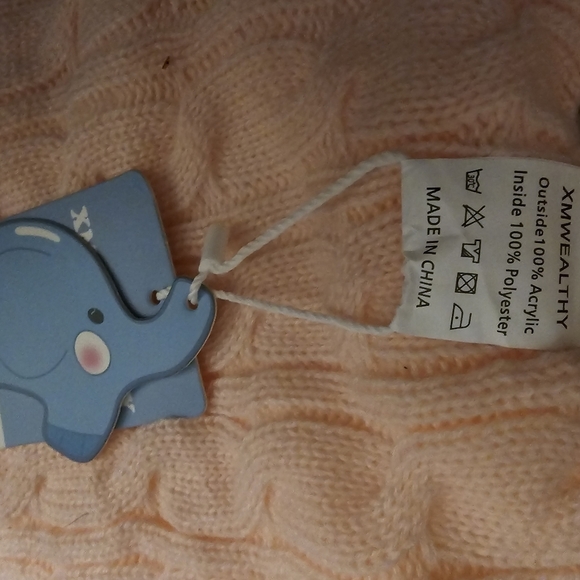 XMWEALTHY
Outside100% Acrylic
Inside 100% Polyester
MADE IN CHINA